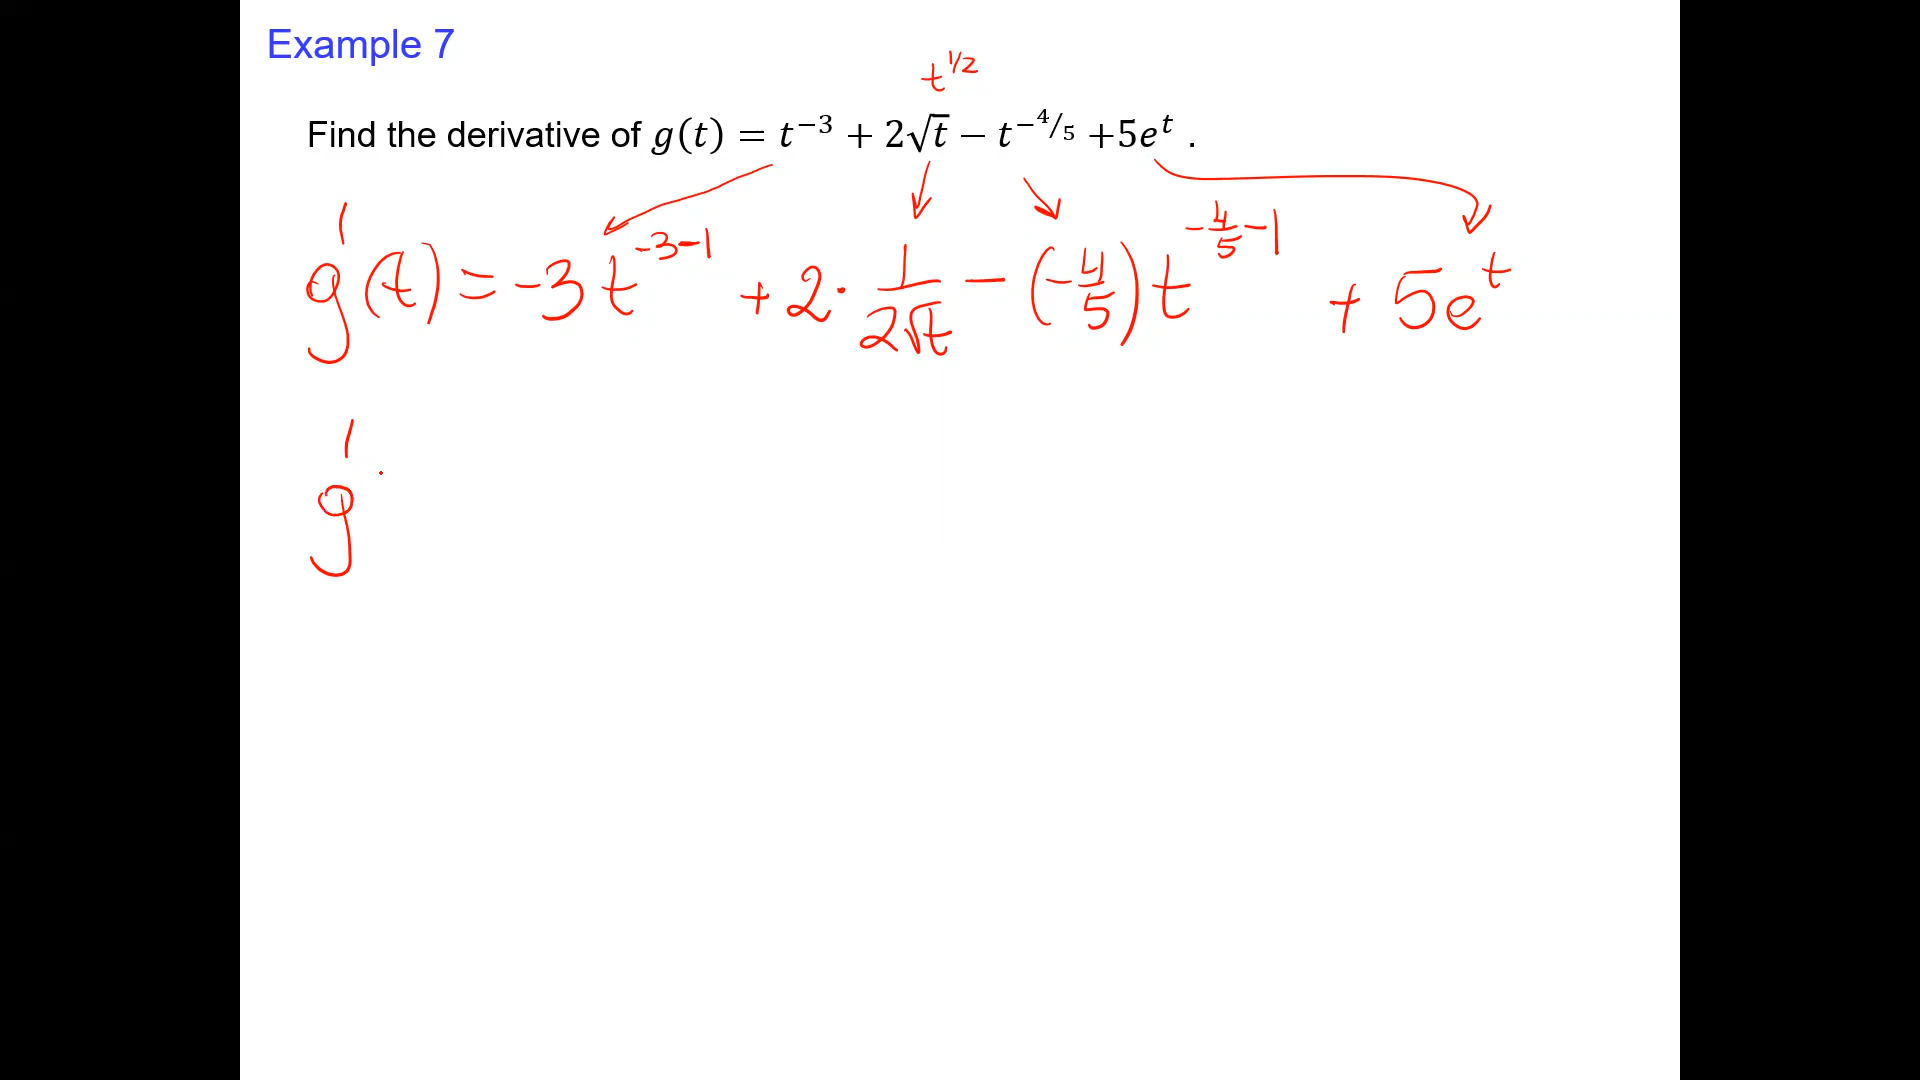 Example 7
t^1/2
Find the derivative of g(t) = t^−3 + 2√t − t^−4/5 +5e^t .
g'(t) = -3t^-3-1 + 2 · 1/2√t - (-4/5)t^-4/5-1 + 5e^t
g'